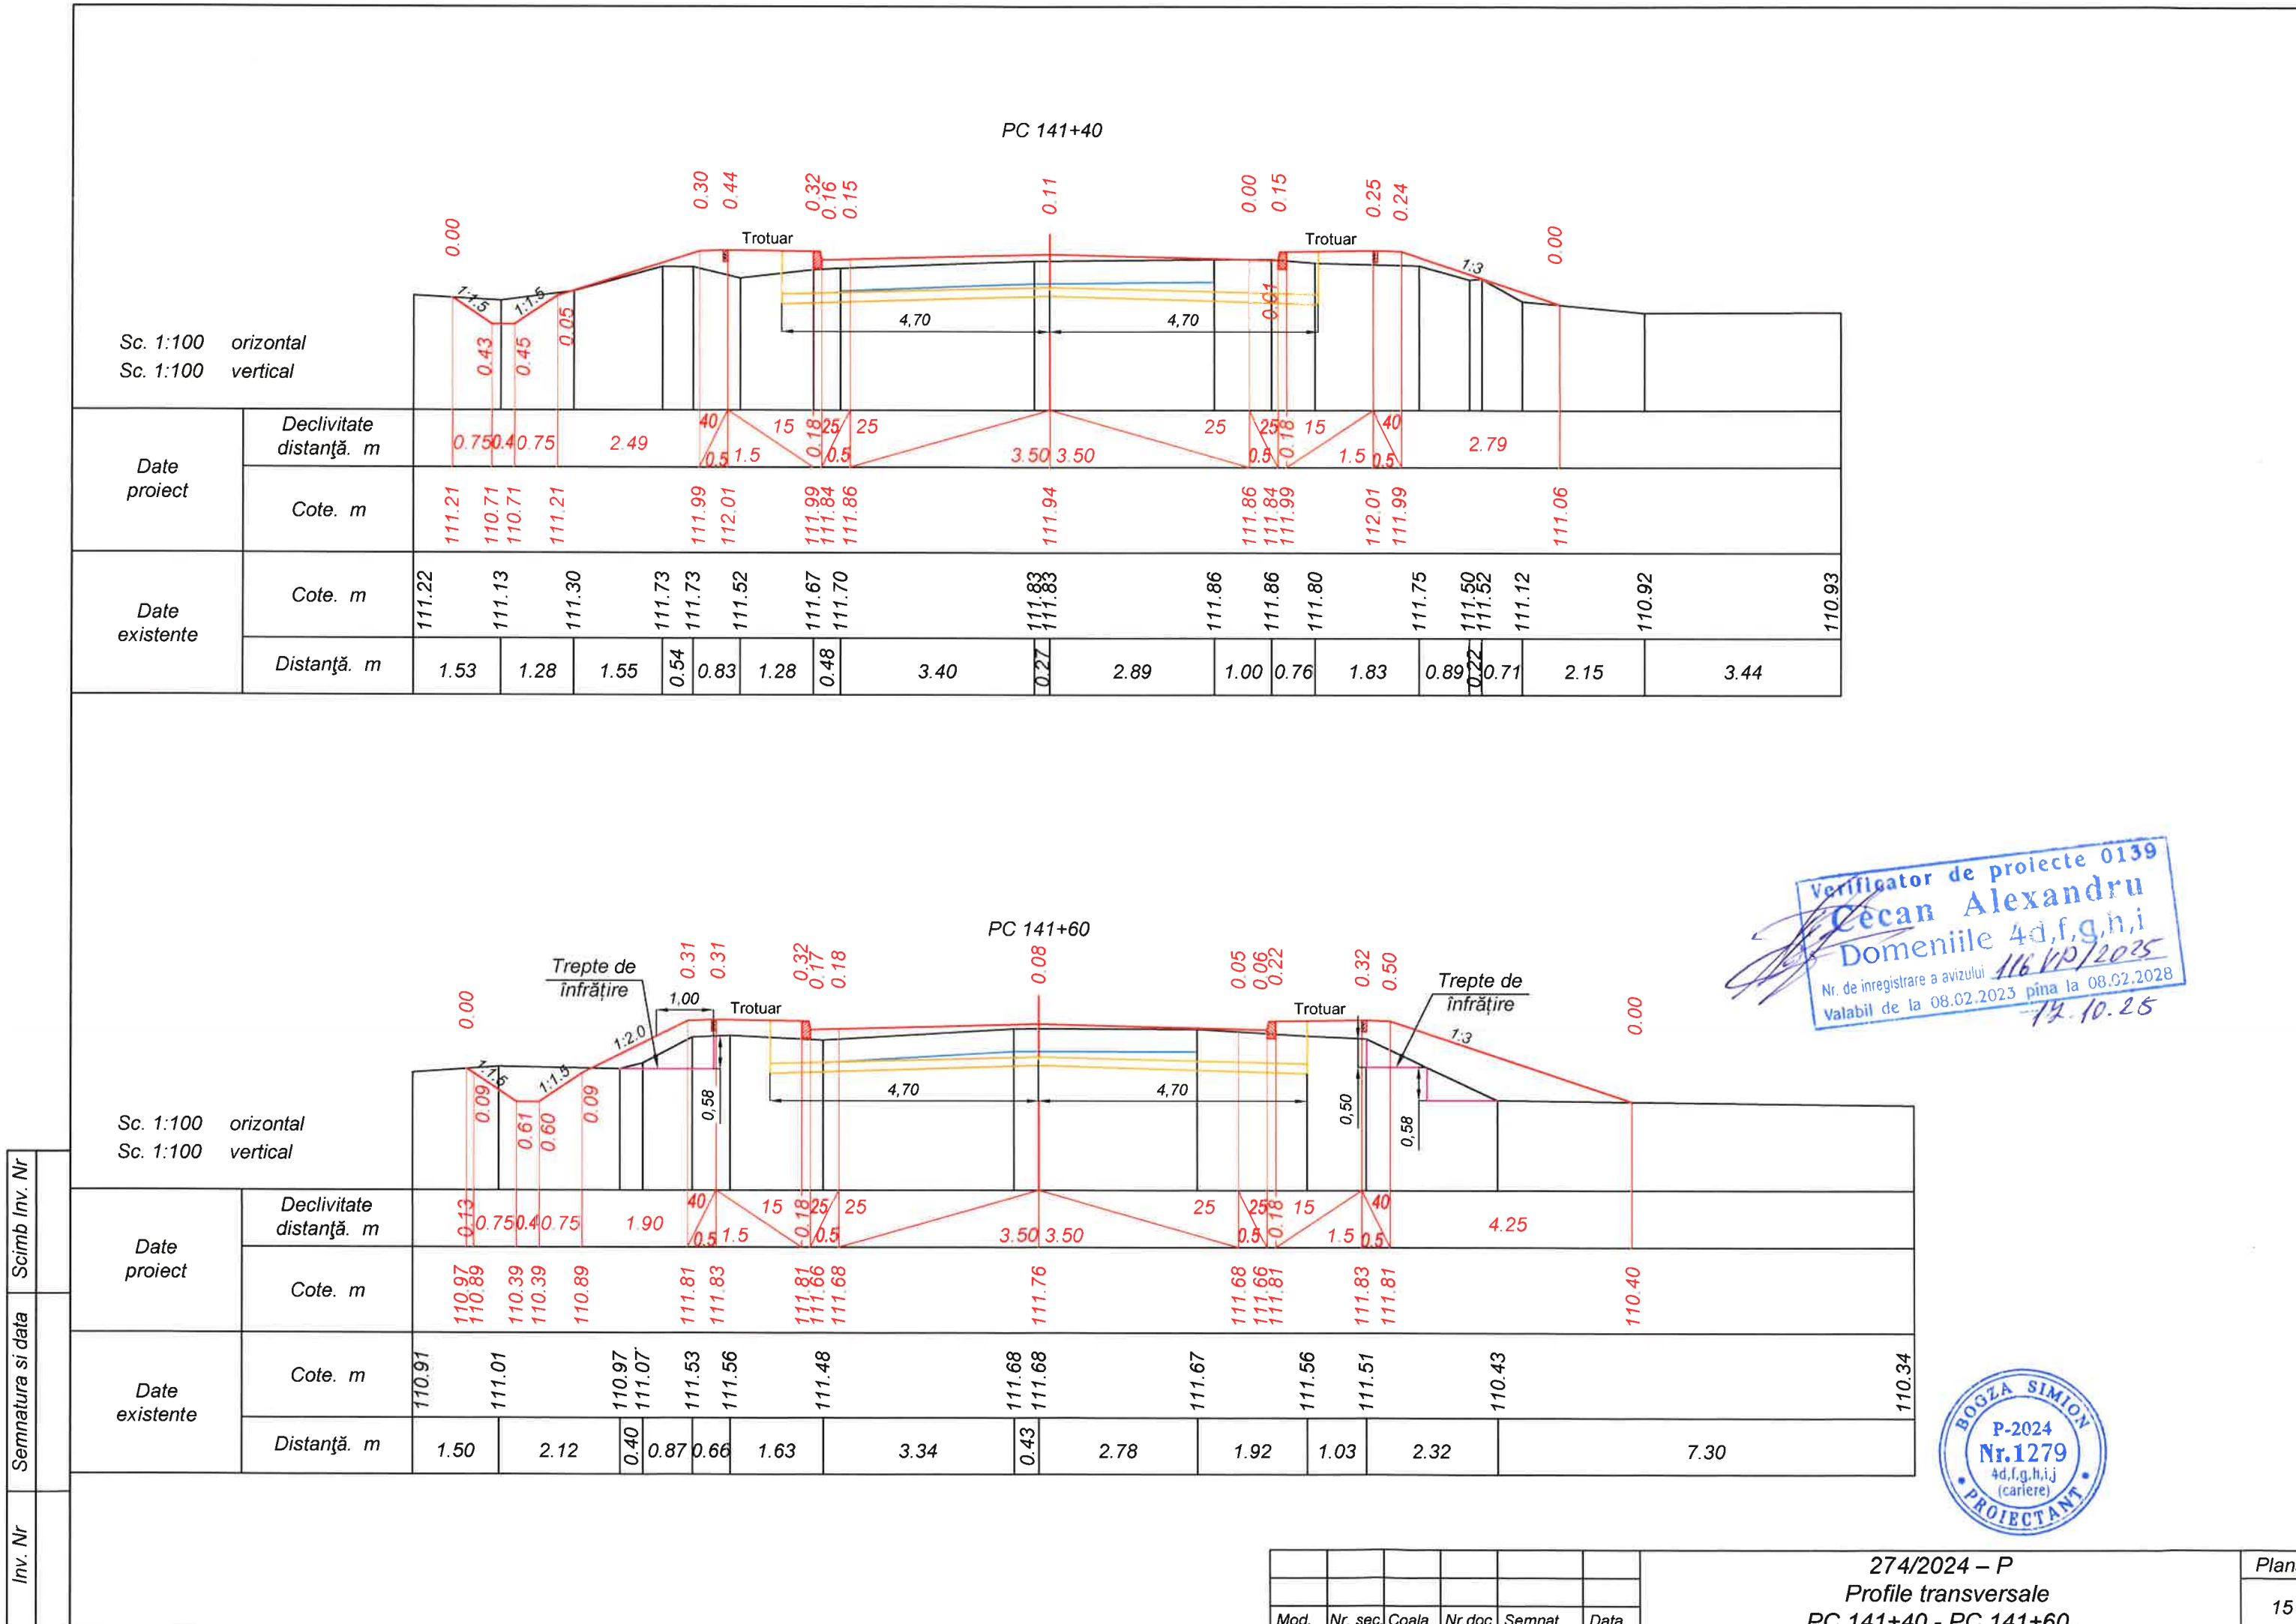 PC 141+40
0.00
0.30
0.44
0.32
0.16
0.15
0.11
0.00
0.15
0.25
0.24
0.00
Trotuar
Trotuar
1:1.5
1:1.5
1:3
0.43
0.45
0.05
0.01
4,70
4,70
Sc. 1:100 orizontal
Sc. 1:100 vertical
Date proiect
Declivitate
distanţă. m
0.75 0.4 0.75 2.49 40 0.5 15 1.5 0.18 25 0.5 25 3.50 3.50 25 25 0.5 0.18 15 1.5 40 0.5 2.79
Cote. m
111.21 110.71 110.71 111.21 111.99 112.01 111.99 111.84 111.86 111.94 111.86 111.84 111.99 112.01 111.99 111.06
Date existente
Cote. m
111.22 111.13 111.30 111.73 111.73 111.52 111.67 111.70 111.83 111.83 111.86 111.86 111.80 111.75 111.50 111.52 111.12 110.92 110.93
Distanţă. m
1.53 1.28 1.55 0.54 0.83 1.28 0.48 3.40 0.27 2.89 1.00 0.76 1.83 0.89 0.22 0.71 2.15 3.44
Verificator de proiecte 0139
Cecan Alexandru
Domeniile 4d,f,g,h,i
Nr. de inregistrare a avizului 116 VP/2025
Valabil de la 08.02.2023 pîna la 08.02.2028
17.10.25
PC 141+60
0.00
0.31
0.31
0.32
0.17
0.18
0.08
0.05
0.06
0.22
0.32
0.50
0.00
Trepte de
înfrățire
1,00
Trotuar
Trotuar
Trepte de
înfrățire
1:1.5
1:1.5
1:2.0
1:3
0.09
0.61
0.60
0.09
0,58
4,70
4,70
0,50
0,58
Sc. 1:100 orizontal
Sc. 1:100 vertical
Date proiect
Declivitate
distanţă. m
0.13 0.75 0.4 0.75 1.90 40 0.5 15 1.5 0.18 25 0.5 25 3.50 3.50 25 25 0.5 0.18 15 1.5 40 0.5 4.25
Cote. m
110.97 110.89 110.39 110.39 110.89 111.81 111.83 111.81 111.66 111.68 111.76 111.68 111.66 111.81 111.83 111.81 110.40
Date existente
Cote. m
110.91 111.01 110.97 111.07 111.53 111.56 111.48 111.68 111.68 111.67 111.56 111.51 110.43 110.34
Distanţă. m
1.50 2.12 0.40 0.87 0.66 1.63 3.34 0.43 2.78 1.92 1.03 2.32 7.30
BOGZA SIMION
P-2024
Nr.1279
4d,f,g,h,i,j
(cariere)
PROIECTANT
Scimb Inv. Nr
Semnatura si data
Inv. Nr
274/2024 – P
Profile transversale
PC 141+40 - PC 141+60
Plan
15
Mod. Nr. sec. Coala Nr doc Semnat Data